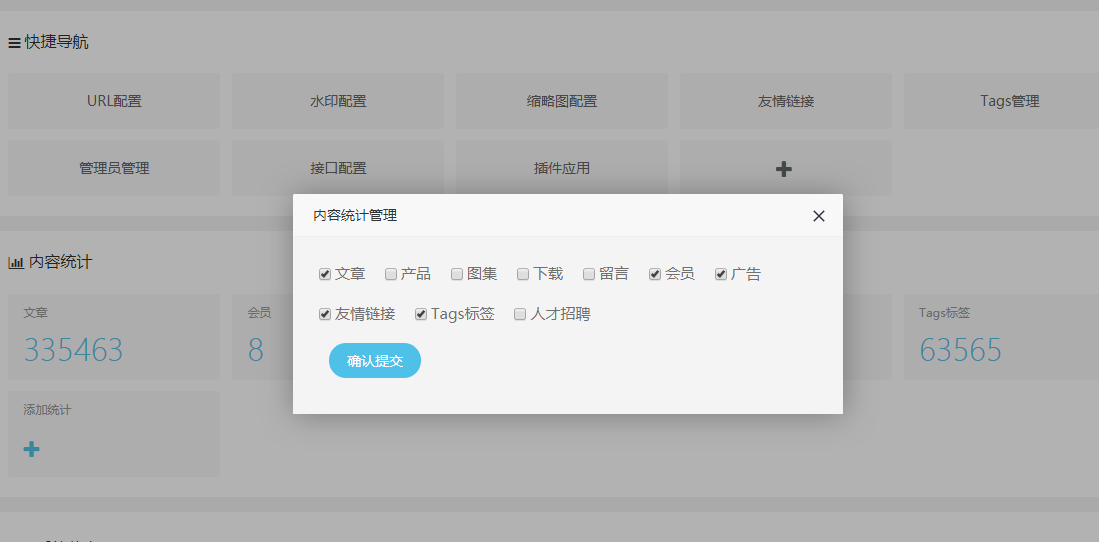 快捷导航
URL配置 水印配置 缩略图配置 友情链接 Tags管理
管理员管理 接口配置 插件应用
内容统计管理
文章 产品 图集 下载 留言 会员 广告
友情链接 Tags标签 人才招聘
确认提交
内容统计
文章 会员 Tags标签
335463 8 63565
添加统计